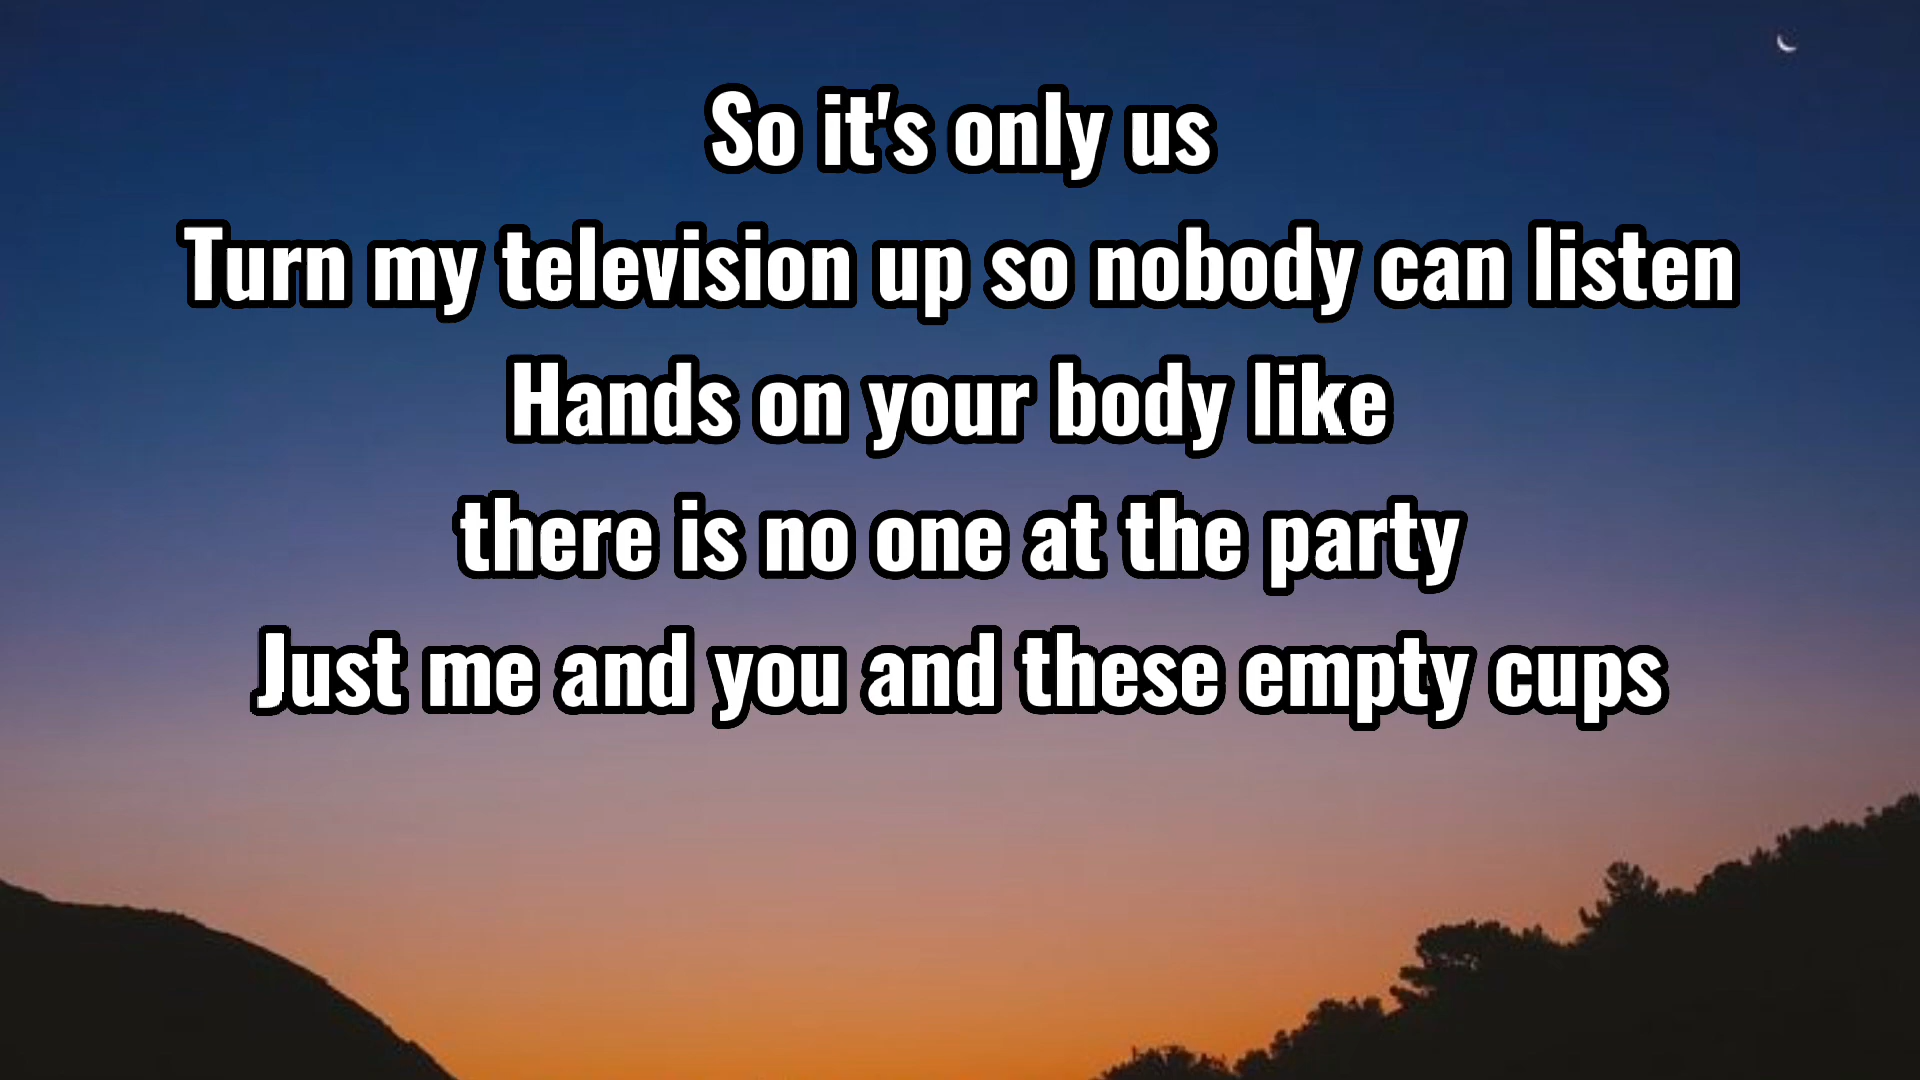 So it's only us
Turn my television up so nobody can listen
Hands on your body like
there is no one at the party
Just me and you and these empty cups